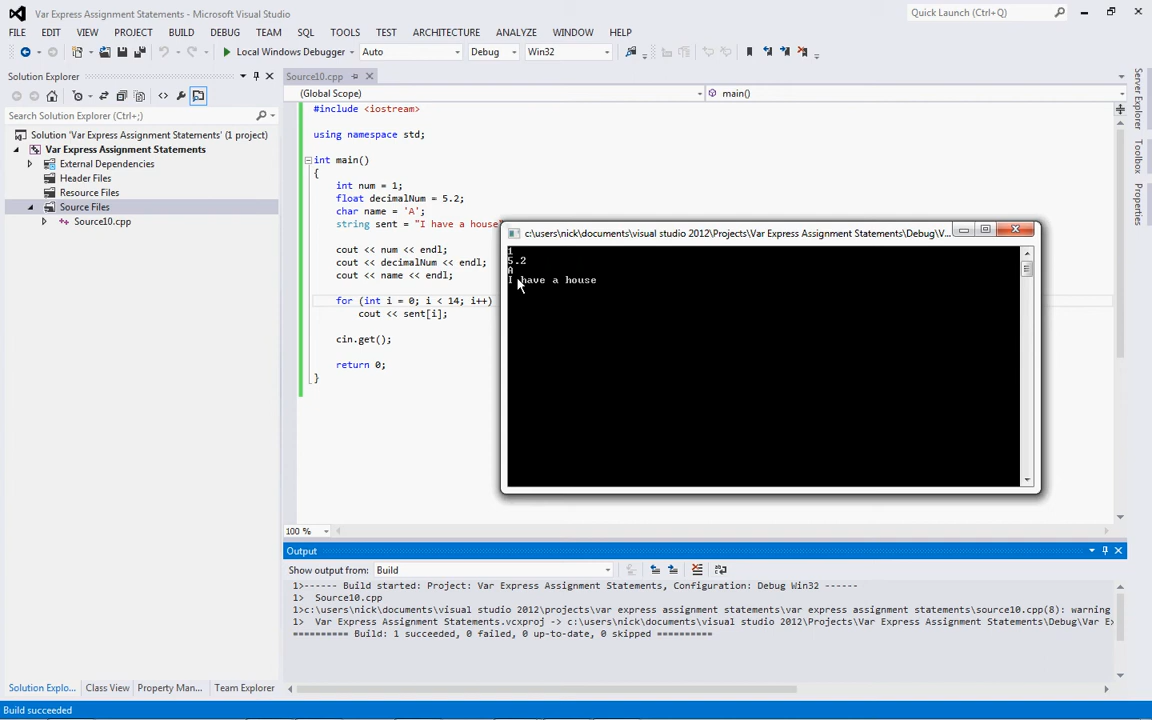 Var Express Assignment Statements - Microsoft Visual Studio
Quick Launch (Ctrl+Q)
FILE EDIT VIEW PROJECT BUILD DEBUG TEAM SQL TOOLS TEST ARCHITECTURE ANALYZE WINDOW HELP
Local Windows Debugger Auto Debug Win32
Solution Explorer
Search Solution Explorer (Ctrl+;)
Solution 'Var Express Assignment Statements' (1 project)
Var Express Assignment Statements
External Dependencies
Header Files
Resource Files
Source Files
Source10.cpp
Source10.cpp
(Global Scope) main()
#include <iostream>
using namespace std;
int main()
{
int num = 1;
float decimalNum = 5.2;
char name = 'A';
string sent = "I have a house"
cout << num << endl;
cout << decimalNum << endl;
cout << name << endl;
for (int i = 0; i < 14; i++)
cout << sent[i];
cin.get();
return 0;
}
c:\users\nick\documents\visual studio 2012\Projects\Var Express Assignment Statements\Debug\V...
1
5.2
A
I have a house
100 %
Output
Show output from: Build
1>------ Build started: Project: Var Express Assignment Statements, Configuration: Debug Win32 ------
1> Source10.cpp
1>c:\users\nick\documents\visual studio 2012\projects\var express assignment statements\var express assignment statements\source10.cpp(8): warning
1> Var Express Assignment Statements.vcxproj -> c:\users\nick\documents\visual studio 2012\Projects\Var Express Assignment Statements\Debug\Var Ex
========== Build: 1 succeeded, 0 failed, 0 up-to-date, 0 skipped ==========
Solution Explo... Class View Property Man... Team Explorer
Build succeeded
Server Explorer
Toolbox
Properties